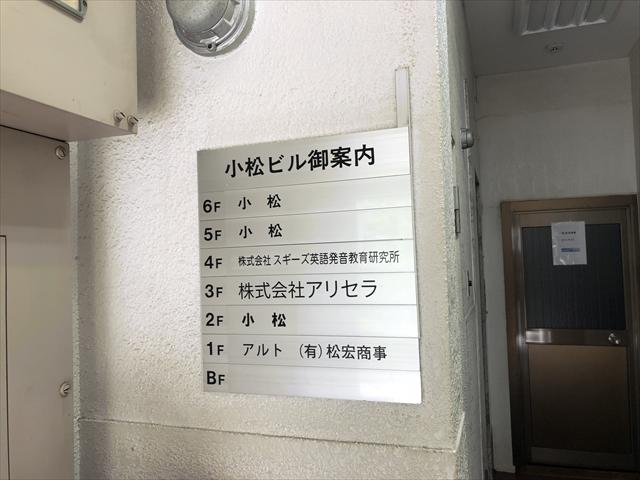 小松ビル御案内
6F 小松
5F 小松
4F 株式会社 スギーズ英語発音教育研究所
3F 株式会社アリセラ
2F 小松
1F アルト (有)松宏商事
BF